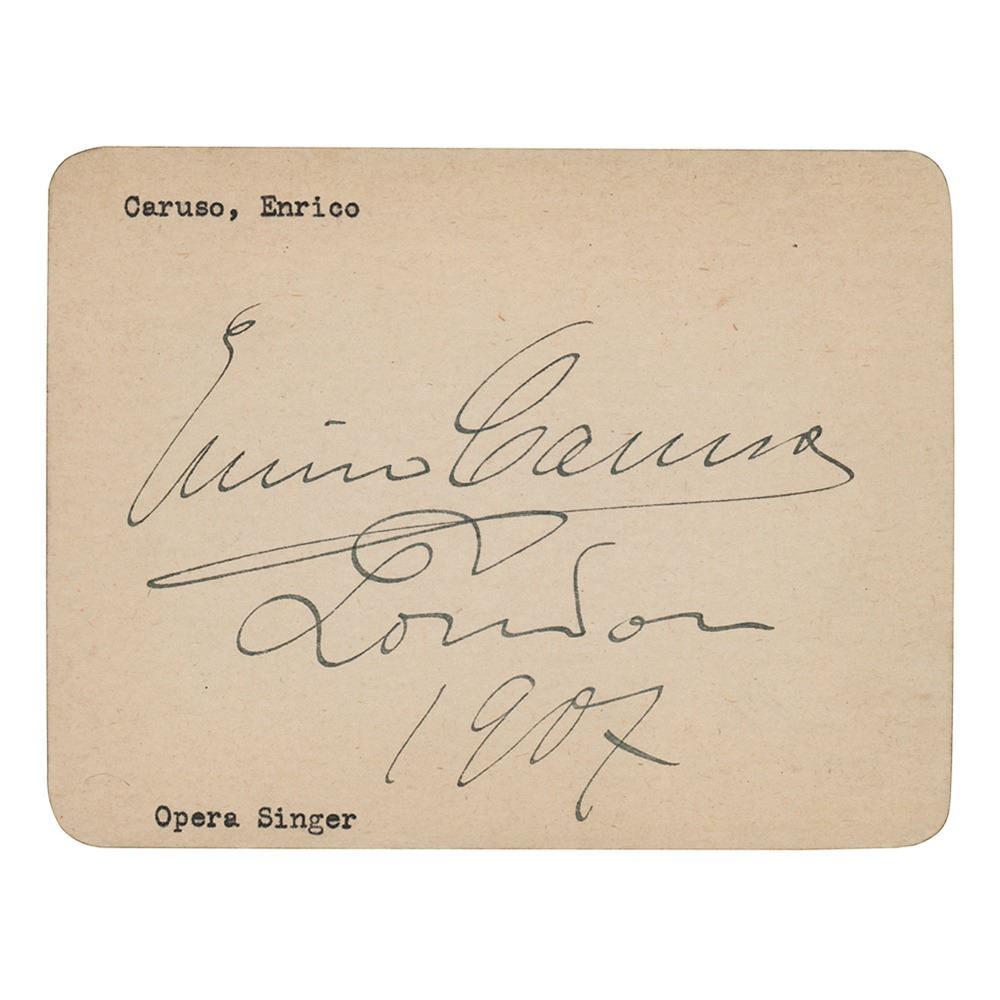 Caruso, Enrico
Enrico Caruso
London
1907
Opera Singer